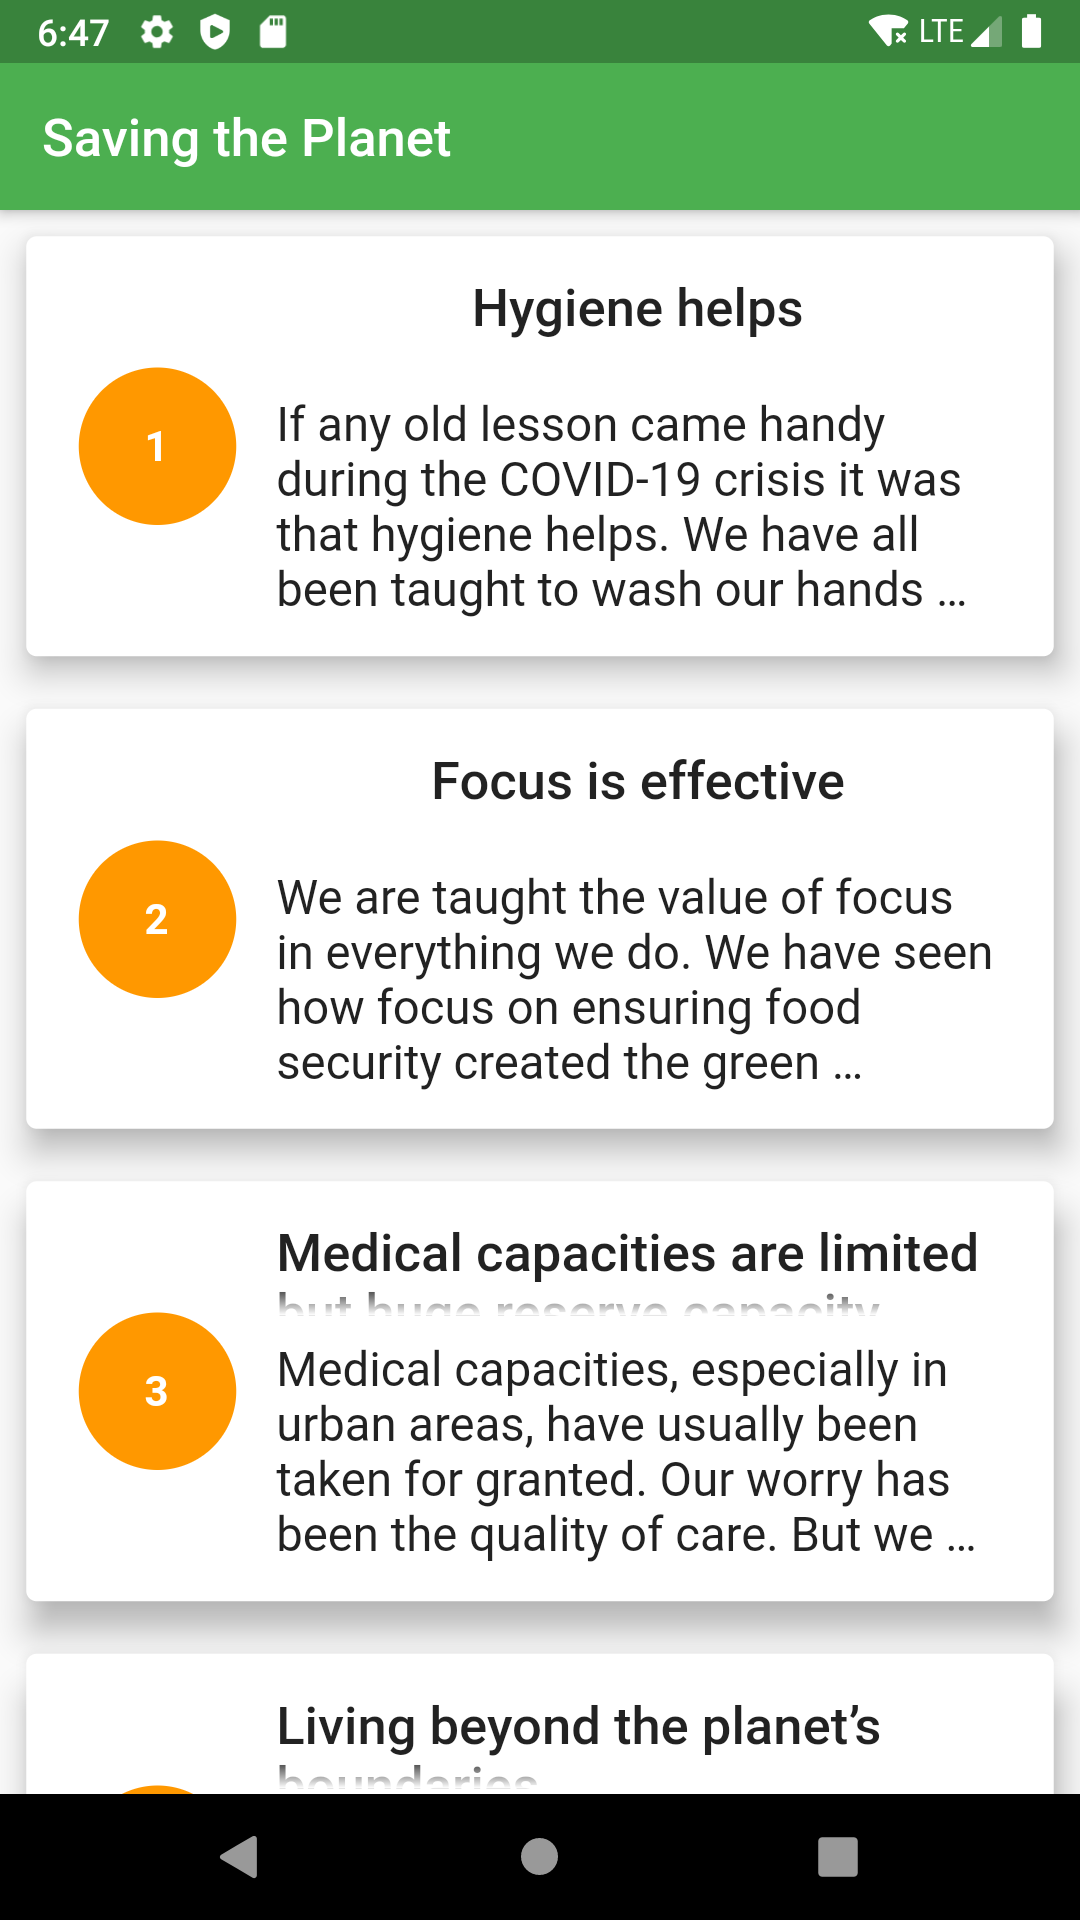 6:47
LTE
Saving the Planet
Hygiene helps
1
If any old lesson came handy
during the COVID-19 crisis it was
that hygiene helps. We have all
been taught to wash our hands ...
Focus is effective
2
We are taught the value of focus
in everything we do. We have seen
how focus on ensuring food
security created the green ...
Medical capacities are limited
but huge reserve capacity
3
Medical capacities, especially in
urban areas, have usually been
taken for granted. Our worry has
been the quality of care. But we ...
Living beyond the planet’s
boundaries